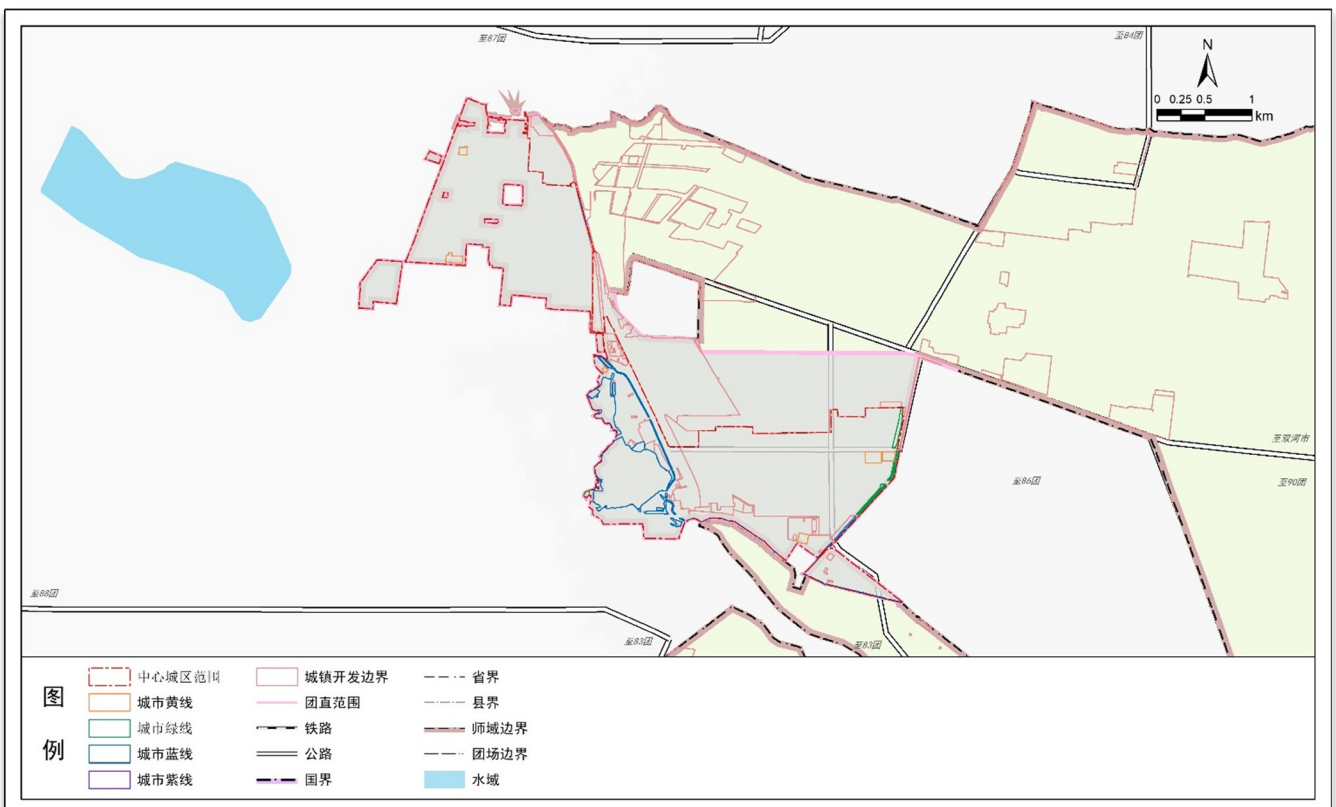 至87团
至84团
N
0 0.25 0.5 1
km
至双河市
至86团
至90团
至88团
至83团
至83团
图例
中心城区范围
城镇开发边界
省界
城市黄线
团直范围
县界
城市绿线
铁路
师域边界
城市蓝线
公路
团场边界
城市紫线
国界
水域